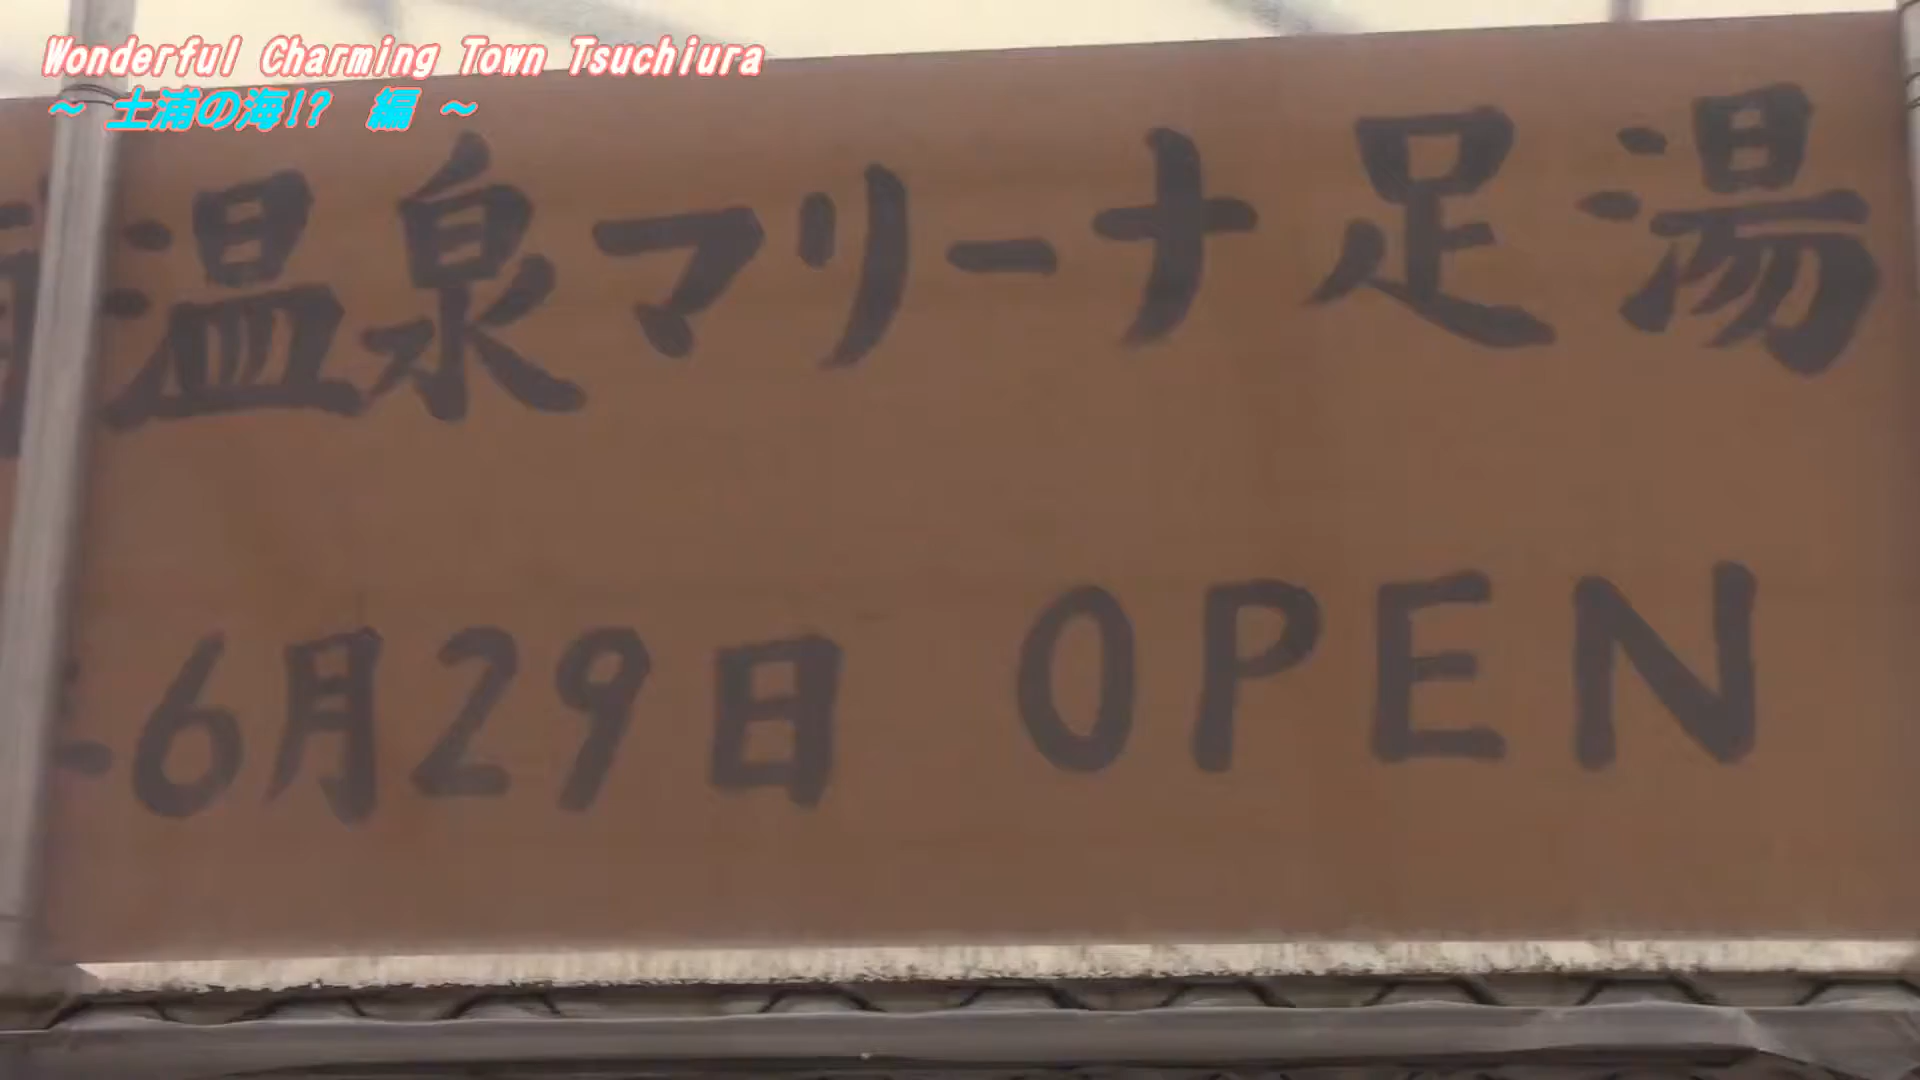 Wonderful Charming Town Tsuchiura
～ 土浦の海!? 編 ～
温泉マリーナ足湯
6月29日 OPEN